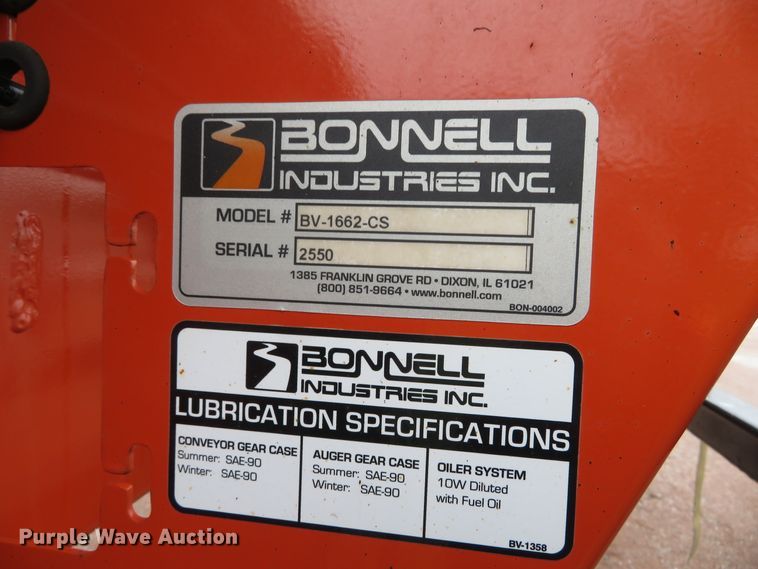 BONNELL
INDUSTRIES INC.
MODEL # BV-1662-CS
SERIAL # 2550
1385 FRANKLIN GROVE RD • DIXON, IL 61021
(800) 851-9664 • www.bonnell.com
BON-004002
BONNELL
INDUSTRIES INC.
LUBRICATION SPECIFICATIONS
CONVEYOR GEAR CASE
Summer: SAE-90
Winter: SAE-90
AUGER GEAR CASE
Summer: SAE-90
Winter: SAE-90
OILER SYSTEM
10W Diluted
with Fuel Oil
BV-1358
Purple Wave Auction